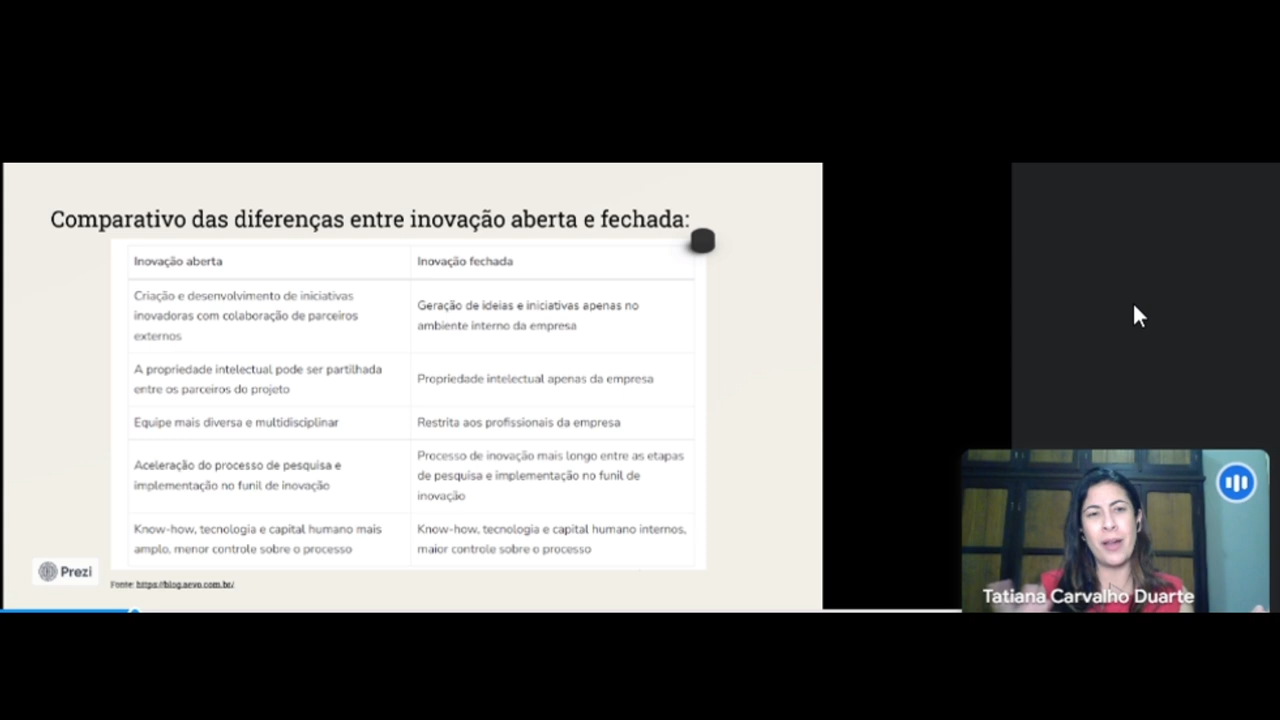 Comparativo das diferenças entre inovação aberta e fechada:
Inovação aberta
Inovação fechada
Criação e desenvolvimento de iniciativas
inovadoras com colaboração de parceiros
externos
Geração de ideias e iniciativas apenas no
ambiente interno da empresa
A propriedade intelectual pode ser partilhada
entre os parceiros do projeto
Propriedade intelectual apenas da empresa
Equipe mais diversa e multidisciplinar
Restrita aos profissionais da empresa
Aceleração do processo de pesquisa e
implementação no funil de inovação
Processo de inovação mais longo entre as etapas
de pesquisa e implementação no funil de
inovação
Know-how, tecnologia e capital humano mais
amplo, menor controle sobre o processo
Know-how, tecnologia e capital humano internos,
maior controle sobre o processo
Prezi
Fonte: https://blog.aevo.com.br/
Tatiana Carvalho Duarte